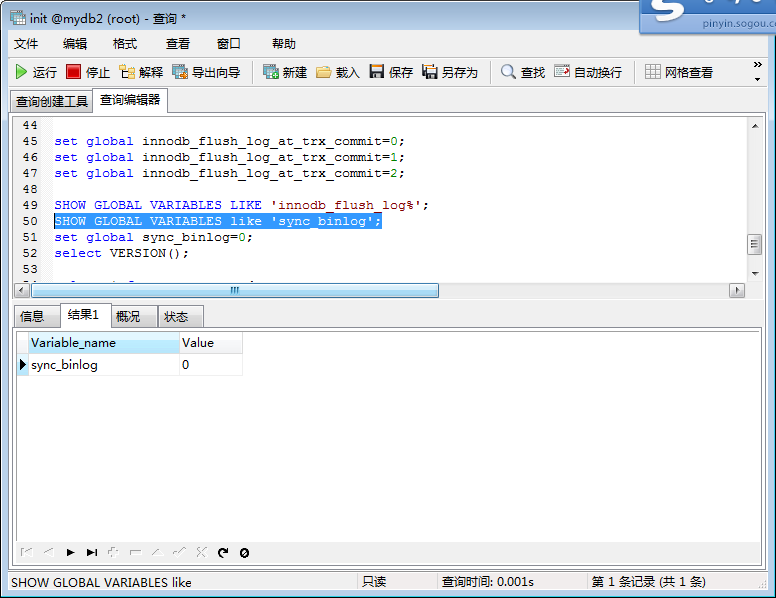 init @mydb2 (root) - 查询 *
pinyin.sogou.co
文件 编辑 格式 查看 窗口 帮助
运行 停止 解释 导出向导 新建 载入 保存 另存为 查找 自动换行 网格查看
查询创建工具 查询编辑器
44
45 set global innodb_flush_log_at_trx_commit=0;
46 set global innodb_flush_log_at_trx_commit=1;
47 set global innodb_flush_log_at_trx_commit=2;
48
49 SHOW GLOBAL VARIABLES LIKE 'innodb_flush_log%';
50 SHOW GLOBAL VARIABLES like 'sync_binlog';
51 set global sync_binlog=0;
52 select VERSION();
53
信息 结果1 概况 状态
Variable_name Value
sync_binlog 0
SHOW GLOBAL VARIABLES like 只读 查询时间: 0.001s 第 1 条记录 (共 1 条)